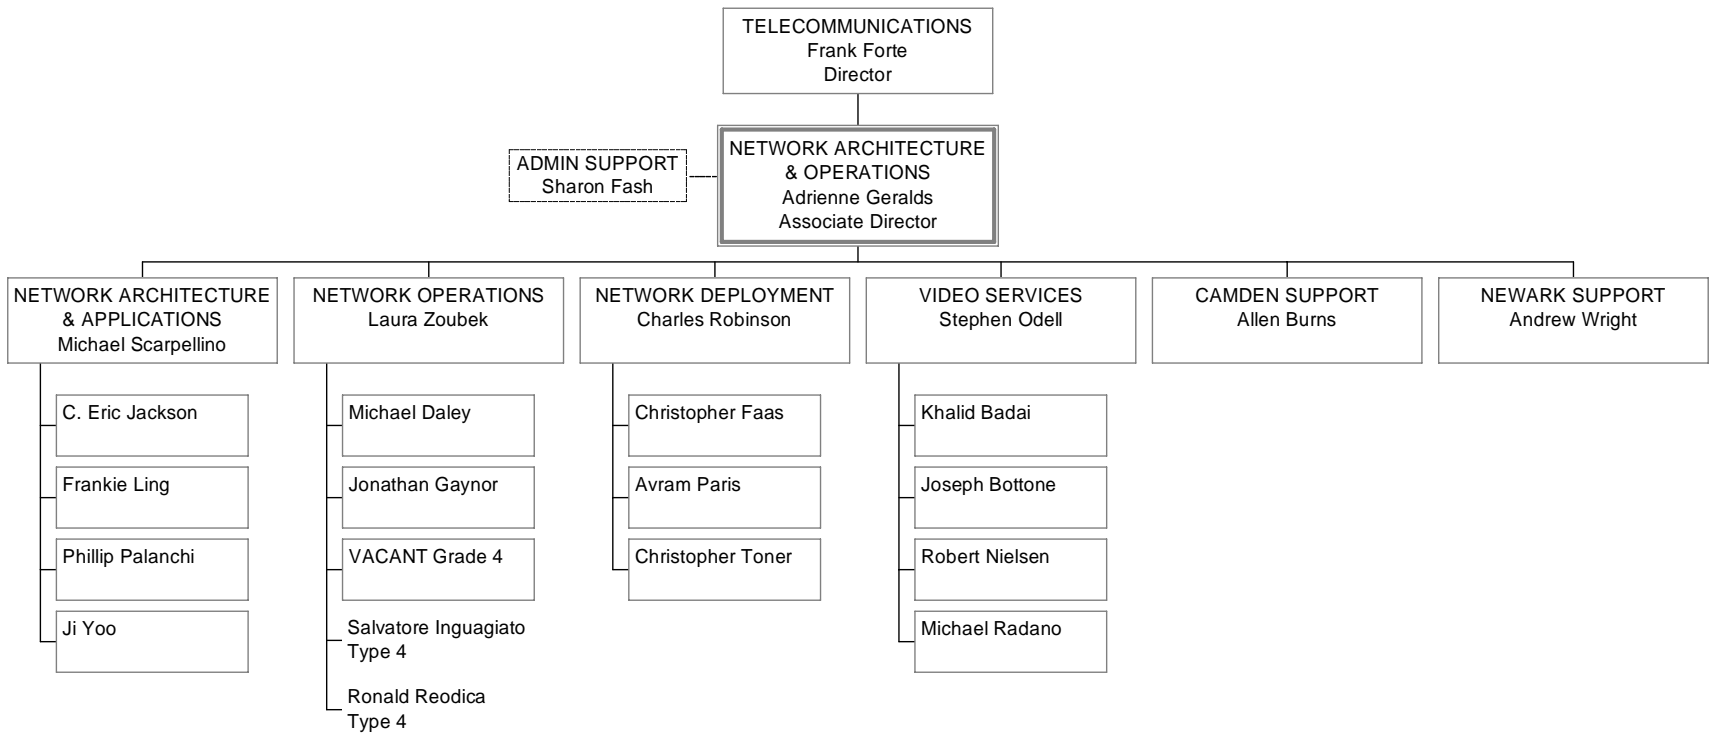 TELECOMMUNICATIONS
Frank Forte
Director
ADMIN SUPPORT
Sharon Fash
NETWORK ARCHITECTURE
& OPERATIONS
Adrienne Geralds
Associate Director
NETWORK ARCHITECTURE
& APPLICATIONS
Michael Scarpellino
C. Eric Jackson
Frankie Ling
Phillip Palanchi
Ji Yoo
NETWORK OPERATIONS
Laura Zoubek
Michael Daley
Jonathan Gaynor
VACANT Grade 4
Salvatore Inguagiato
Type 4
Ronald Reodica
Type 4
NETWORK DEPLOYMENT
Charles Robinson
Christopher Faas
Avram Paris
Christopher Toner
VIDEO SERVICES
Stephen Odell
Khalid Badai
Joseph Bottone
Robert Nielsen
Michael Radano
CAMDEN SUPPORT
Allen Burns
NEWARK SUPPORT
Andrew Wright